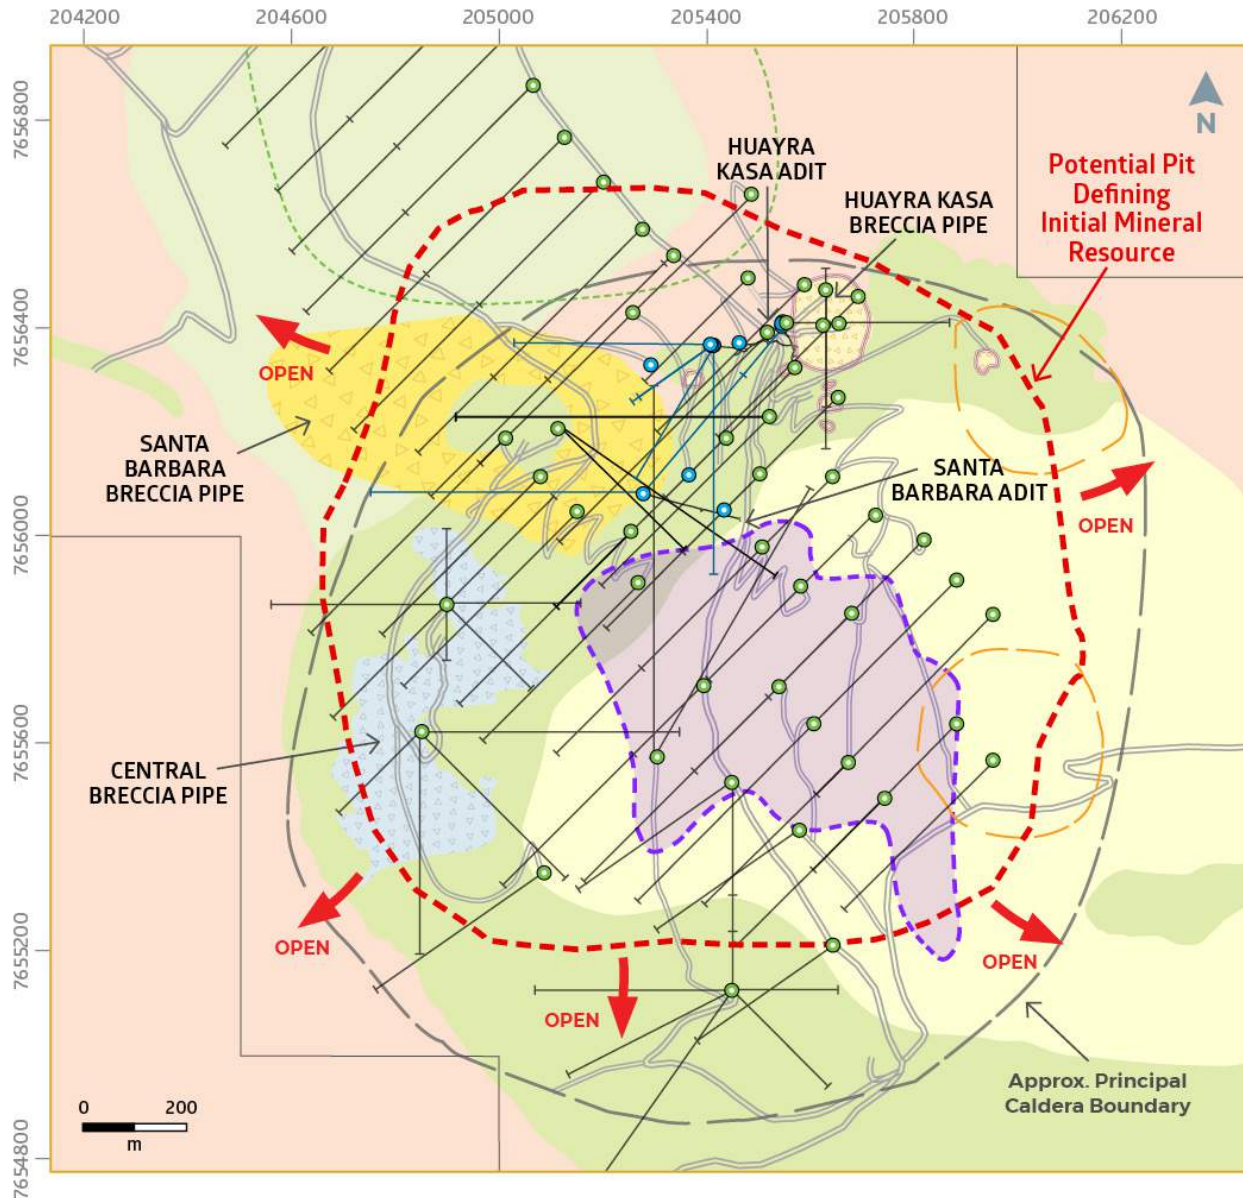 204200
204600
205000
205400
205800
206200
7656800
7656400
7656000
7655600
7655200
7654800
N
HUAYRA
KASA ADIT
HUAYRA KASA
BRECCIA PIPE
Potential Pit
Defining
Initial Mineral
Resource
OPEN
SANTA
BARBARA
BRECCIA PIPE
SANTA
BARBARA ADIT
OPEN
CENTRAL
BRECCIA PIPE
OPEN
OPEN
OPEN
Approx. Principal
Caldera Boundary
0 200
m